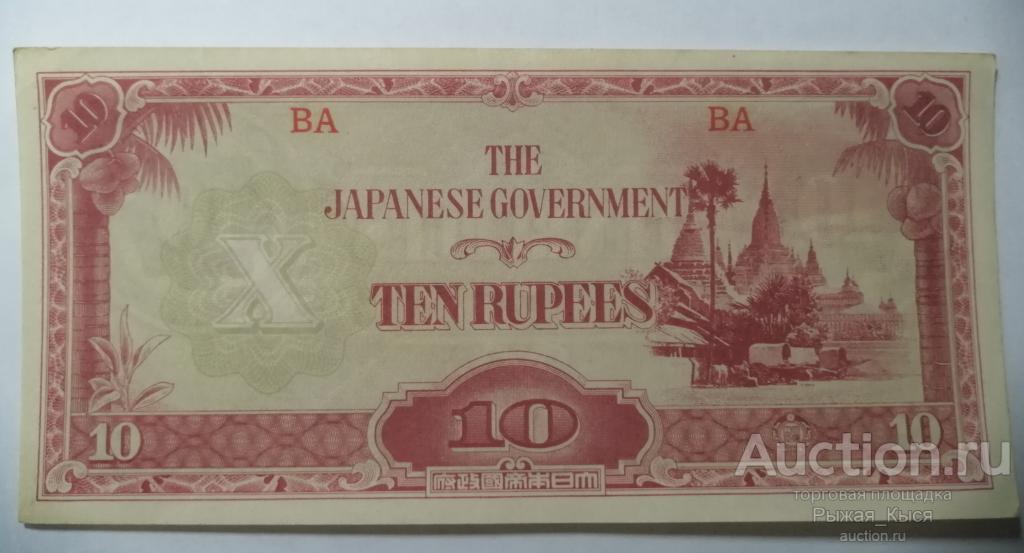 10
10
BA
BA
THE
JAPANESE GOVERNMENT
X
TEN RUPEES
10
10
10
大日本帝國政府
Auction.ru
торговая площадка
Рыжая_Кыся
auction.ru